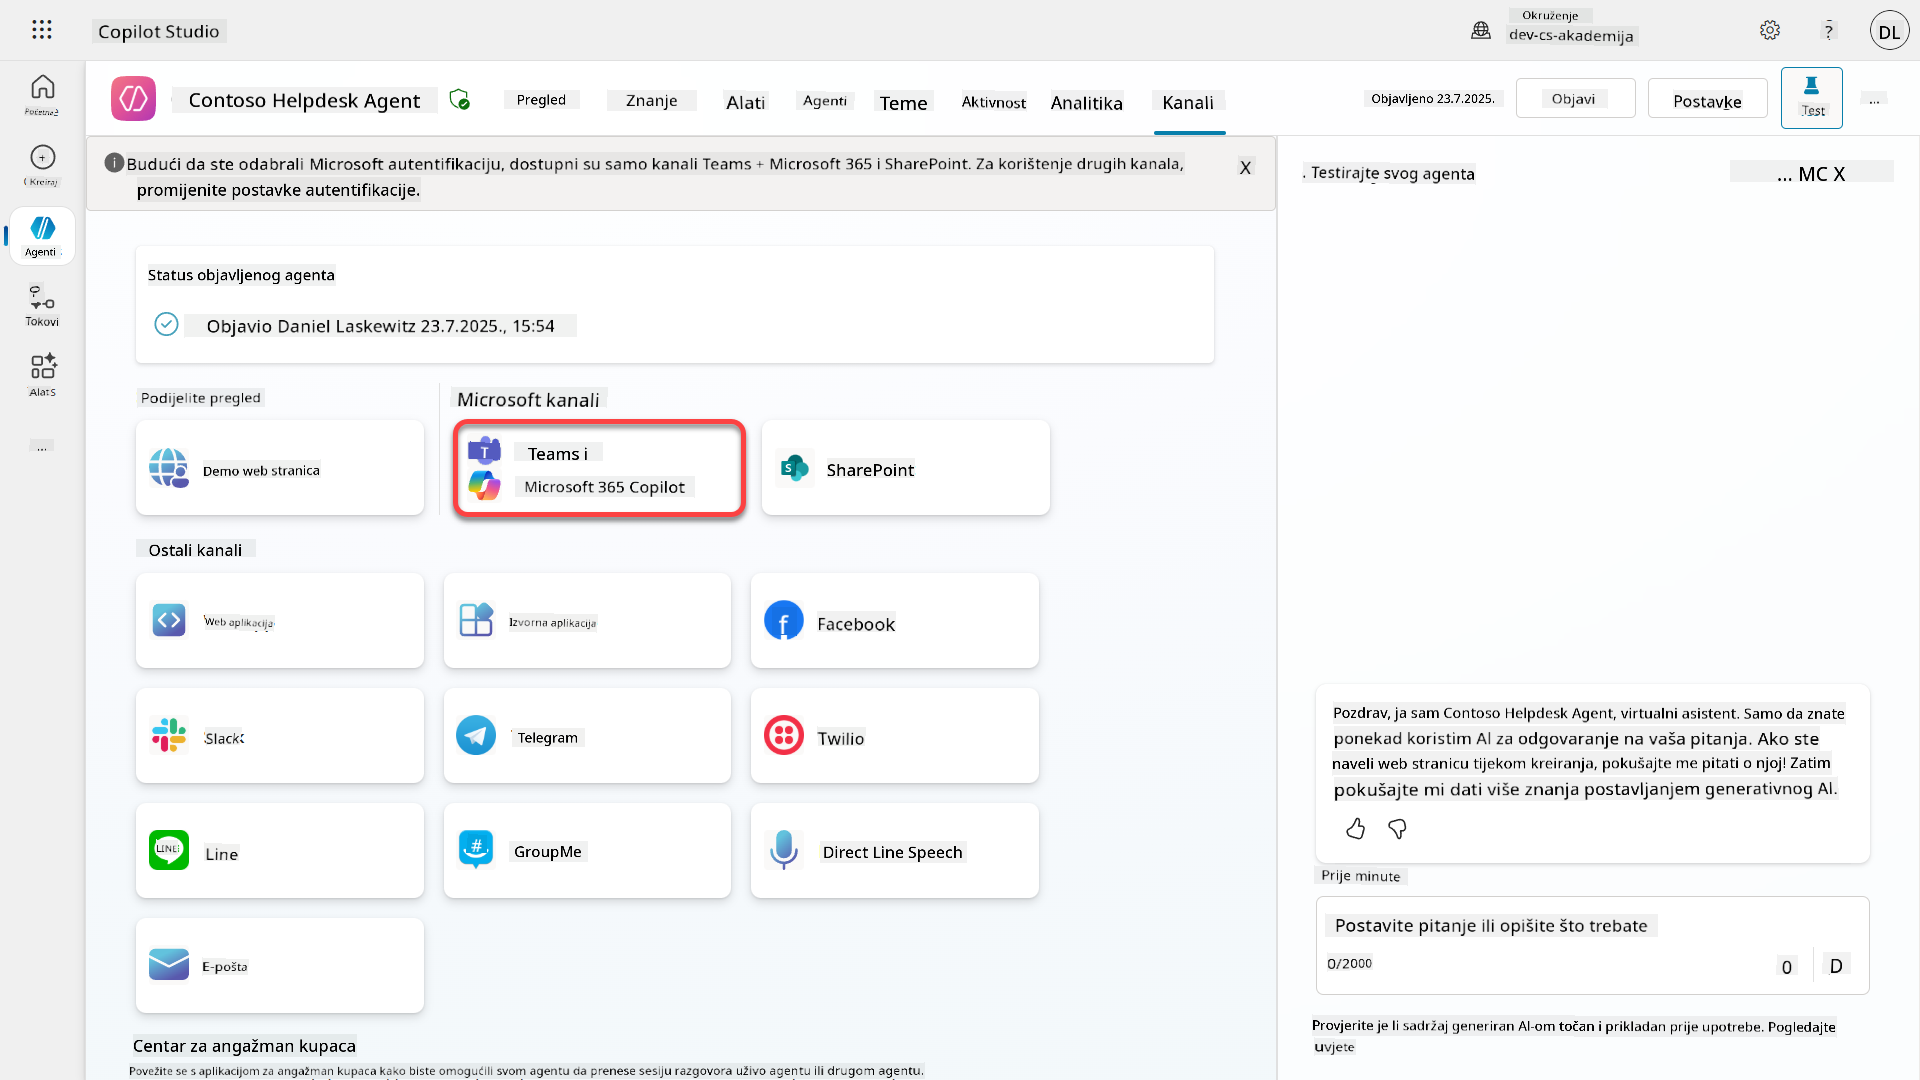 Copilot Studio
Okruženje
dev-cs-akademija
?
DL
Početna
Kreiraj
Agenti
Tokovi
Alati
...
Contoso Helpdesk Agent
Pregled
Znanje
Alati
Agenti
Teme
Aktivnost
Analitika
Kanali
Objavljeno 23.7.2025.
Objavi
Postavke
Test
...
Budući da ste odabrali Microsoft autentifikaciju, dostupni su samo kanali Teams + Microsoft 365 i SharePoint. Za korištenje drugih kanala,
promijenite postavke autentifikacije.
X
Status objavljenog agenta
Objavio Daniel Laskewitz 23.7.2025., 15:54
Podijelite pregled
Microsoft kanali
Demo web stranica
Teams i
Microsoft 365 Copilot
SharePoint
Ostali kanali
Web aplikacija
Izvorna aplikacija
Facebook
Slack
Telegram
Twilio
LINE
Line
GroupMe
Direct Line Speech
E-pošta
Centar za angažman kupaca
Povežite se s aplikacijom za angažman kupaca kako biste omogućili svom agentu da prenese sesiju razgovora uživo agentu ili drugom agentu.
. Testirajte svog agenta
... MC X
Pozdrav, ja sam Contoso Helpdesk Agent, virtualni asistent. Samo da znate
ponekad koristim AI za odgovaranje na vaša pitanja. Ako ste
naveli web stranicu tijekom kreiranja, pokušajte me pitati o njoj! Zatim
pokušajte mi dati više znanja postavljanjem generativnog AI.
Prije minute
Postavite pitanje ili opišite što trebate
0/2000
0
D
Provjerite je li sadržaj generiran AI-om točan i prikladan prije upotrebe. Pogledajte
uvjete